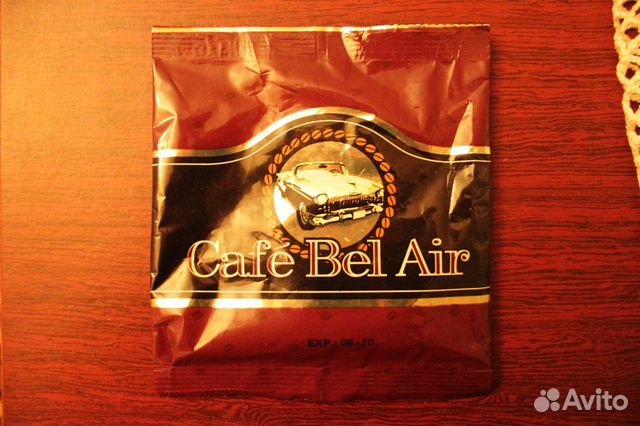 Café Bel Air
EXP.: 06-10
Avito